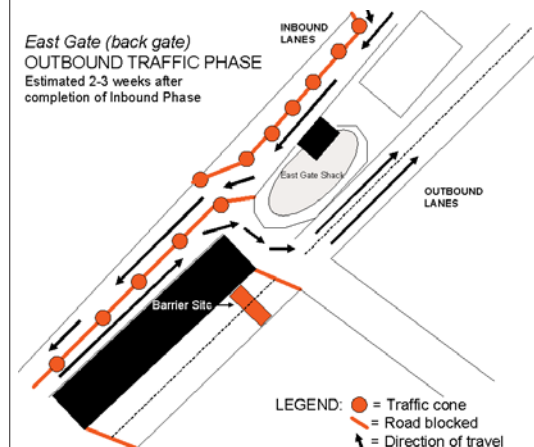 East Gate (back gate)
OUTBOUND TRAFFIC PHASE
Estimated 2-3 weeks after
completion of Inbound Phase
INBOUND
LANES
East Gate Shack
OUTBOUND
LANES
Barrier Site
LEGEND:
= Traffic cone
= Road blocked
= Direction of travel